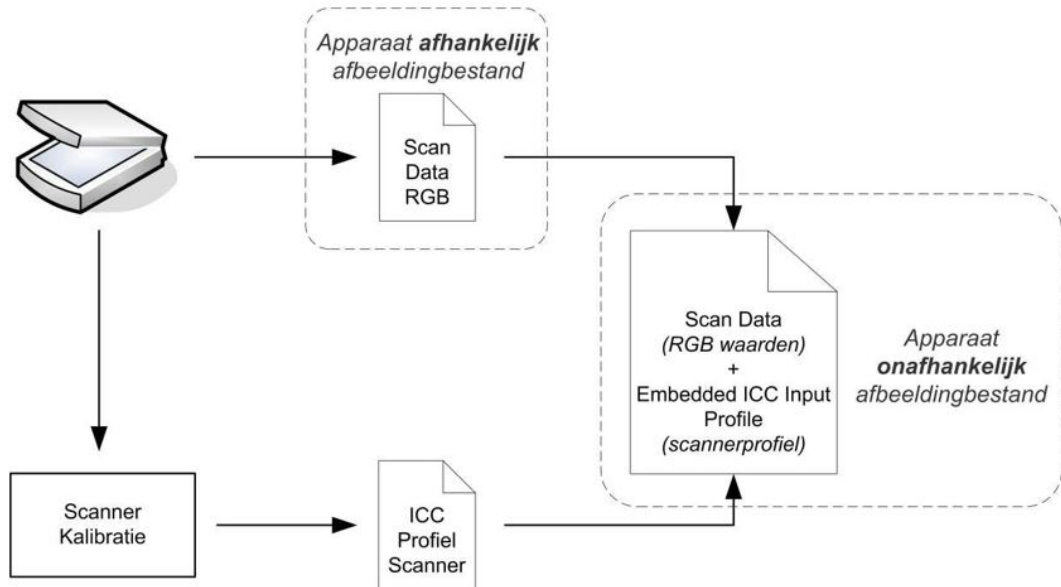 Apparaat afhankelijk
afbeeldingbestand
Scan
Data
RGB
Scan Data
(RGB waarden)
+
Embedded ICC Input
Profile
(scannerprofiel)
Apparaat
onafhankelijk
afbeeldingbestand
Scanner
Kalibratie
ICC
Profiel
Scanner